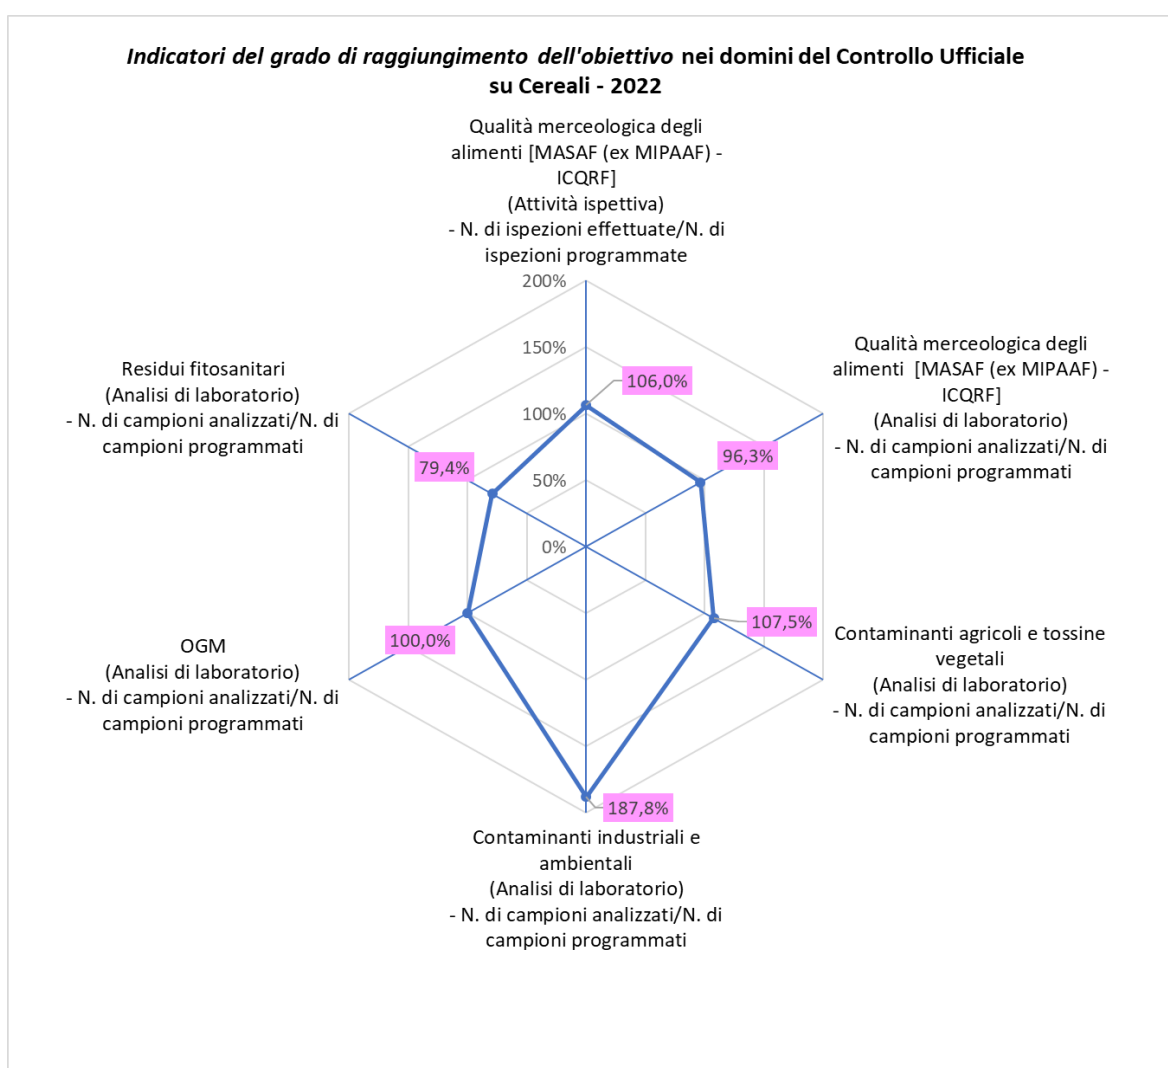 Indicatori del grado di raggiungimento dell'obiettivo nei domini del Controllo Ufficiale
su Cereali - 2022
Qualità merceologica degli
alimenti [MASAF (ex MIPAAF) -
ICQRF]
(Attività ispettiva)
- N. di ispezioni effettuate/N. di
ispezioni programmate
200%
150%
100%
50%
0%
106,0%
Qualità merceologica degli
alimenti  [MASAF (ex MIPAAF) -
ICQRF]
(Analisi di laboratorio)
- N. di campioni analizzati/N. di
campioni programmati
96,3%
Contaminanti agricoli e tossine
vegetali
(Analisi di laboratorio)
- N. di campioni analizzati/N. di
campioni programmati
107,5%
187,8%
Contaminanti industriali e
ambientali
(Analisi di laboratorio)
- N. di campioni analizzati/N. di
campioni programmati
OGM
(Analisi di laboratorio)
- N. di campioni analizzati/N. di
campioni programmati
100,0%
Residui fitosanitari
(Analisi di laboratorio)
- N. di campioni analizzati/N. di
campioni programmati
79,4%